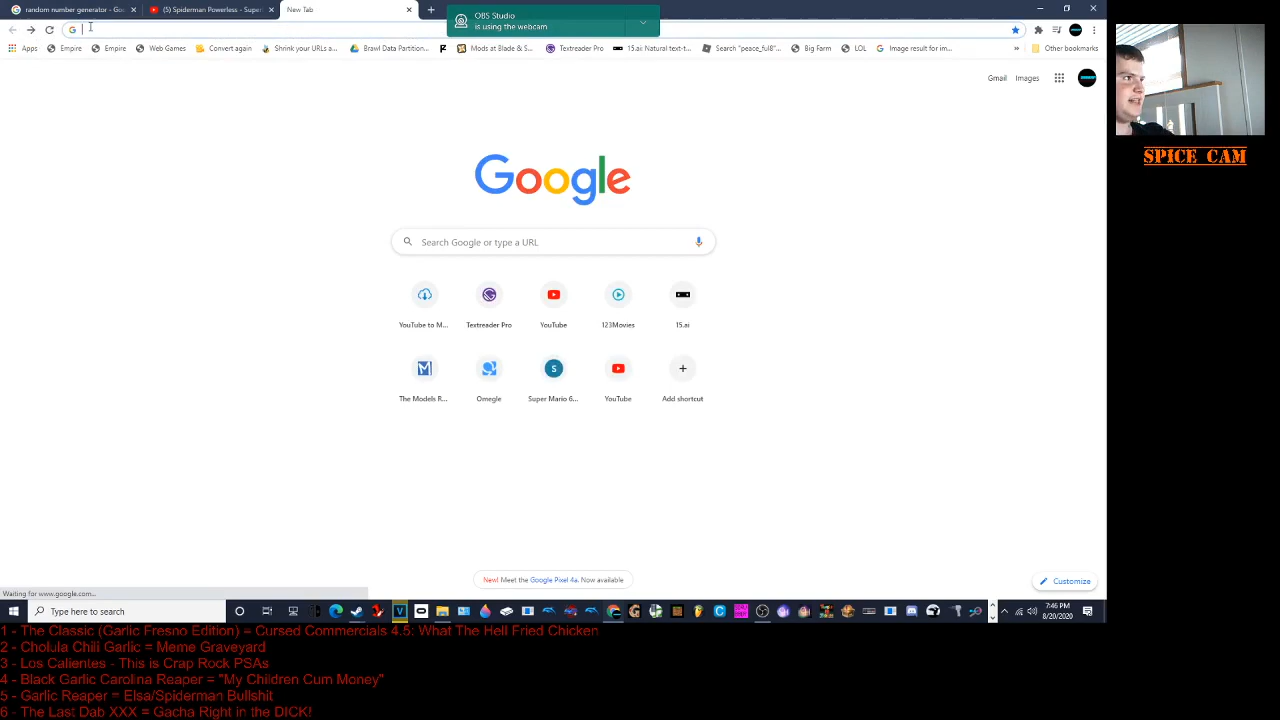 random number generator - Goo
(5) Spiderman Powerless - Super
New Tab
OBS Studio
is using the webcam
Apps
Empire
Empire
Web Games
Convert again
Shrink your URLs a...
Brawl Data Partition...
Mods at Blade & S...
Textreader Pro
15.ai: Natural text-t...
Search "peace_ful8"...
Big Farm
LOL
Image result for im...
Other bookmarks
Gmail Images
SPICE CAM
Google
Search Google or type a URL
YouTube to M...
Textreader Pro
YouTube
123Movies
15.ai
The Models R...
Omegle
Super Mario 6...
YouTube
Add shortcut
New! Meet the Google Pixel 4a. Now available
Customize
Waiting for www.google.com...
Type here to search
7:46 PM
8/20/2020
1 - The Classic (Garlic Fresno Edition) = Cursed Commercials 4.5: What The Hell Fried Chicken
2 - Cholula Chili Garlic = Meme Graveyard
3 - Los Calientes - This is Crap Rock PSAs
4 - Black Garlic Carolina Reaper = "My Children Cum Money"
5 - Garlic Reaper = Elsa/Spiderman Bullshit
6 - The Last Dab XXX = Gacha Right in the DICK!